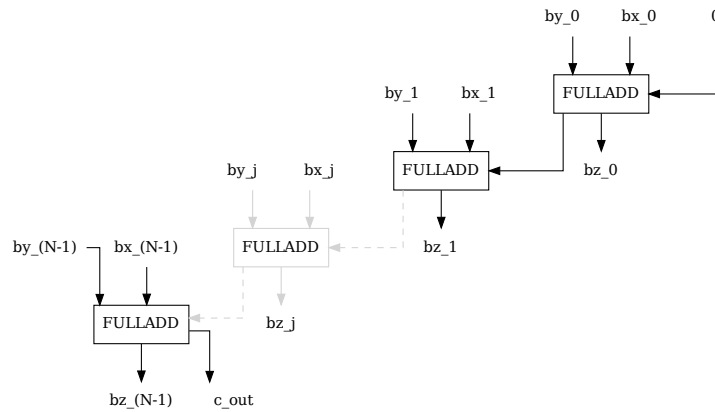 by_0
bx_0
0
by_1
bx_1
FULLADD
by_j
bx_j
FULLADD
bz_0
by_(N-1)
bx_(N-1)
FULLADD
bz_1
FULLADD
bz_j
bz_(N-1)
c_out